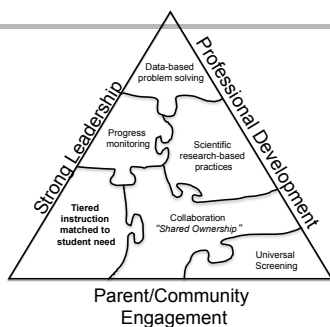 Strong Leadership
Professional Development
Data-based
problem solving
Progress
monitoring
Scientific
research-based
practices
Tiered
instruction
matched to
student need
Collaboration
"Shared Ownership"
Universal
Screening
Parent/Community
Engagement